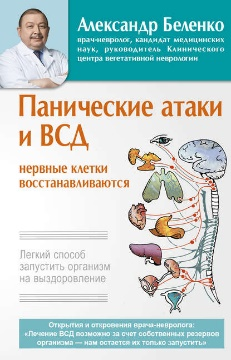 Александр Беленко
врач-невролог, кандидат медицинских
наук, руководитель Клинического
центра вегетативной неврологии
Панические атаки
и ВСД
нервные клетки
восстанавливаются
Легкий способ
запустить организм
на выздоровление
Открытия и откровения врача-невролога:
«Лечение ВСД возможно за счет собственных резервов
организма — нам остается их только запустить»